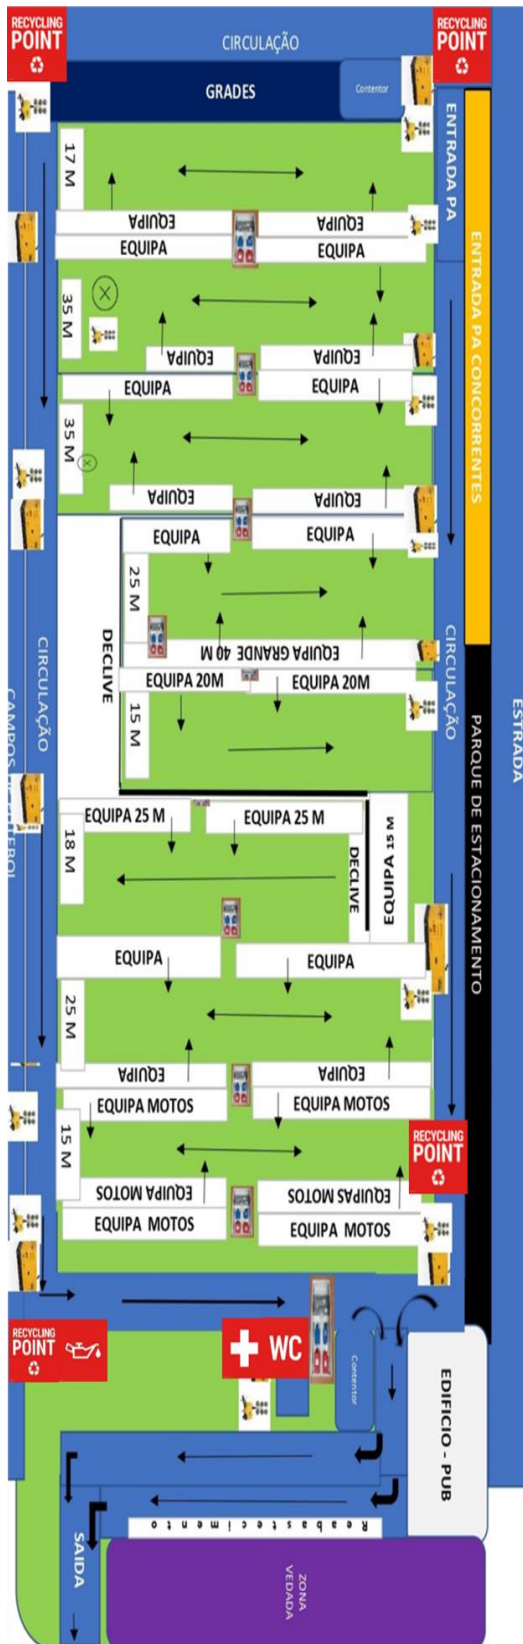 RECYCLING
POINT
CIRCULAÇÃO
RECYCLING
POINT
GRADES
Contentor
ENTRADA PA
ENTRADA PA CONCORRENTES
17 M
EQUIPA
EQUIPA
EQUIPA
EQUIPA
35 M
EQUIPA
EQUIPA
EQUIPA
EQUIPA
35 M
EQUIPA
EQUIPA
EQUIPA
EQUIPA
25 M
DECLIVE
CIRCULAÇÃO
CIRCULAÇÃO
ESTRADA
EQUIPA GRANDE 40 M
EQUIPA 20M
EQUIPA 20M
15 M
PARQUE DE ESTACIONAMENTO
EQUIPA 25 M
EQUIPA 25 M
18 M
DECLIVE
EQUIPA 15 M
EQUIPA
EQUIPA
25 M
EQUIPA
EQUIPA
EQUIPA MOTOS
EQUIPA MOTOS
15 M
RECYCLING
POINT
EQUIPA MOTOS
EQUIPAS MOTOS
EQUIPA MOTOS
EQUIPA MOTOS
RECYCLING
POINT
WC
Contentor
EDIFICIO - PUB
Reabastecimento
SAIDA
ZONA
VEDADA